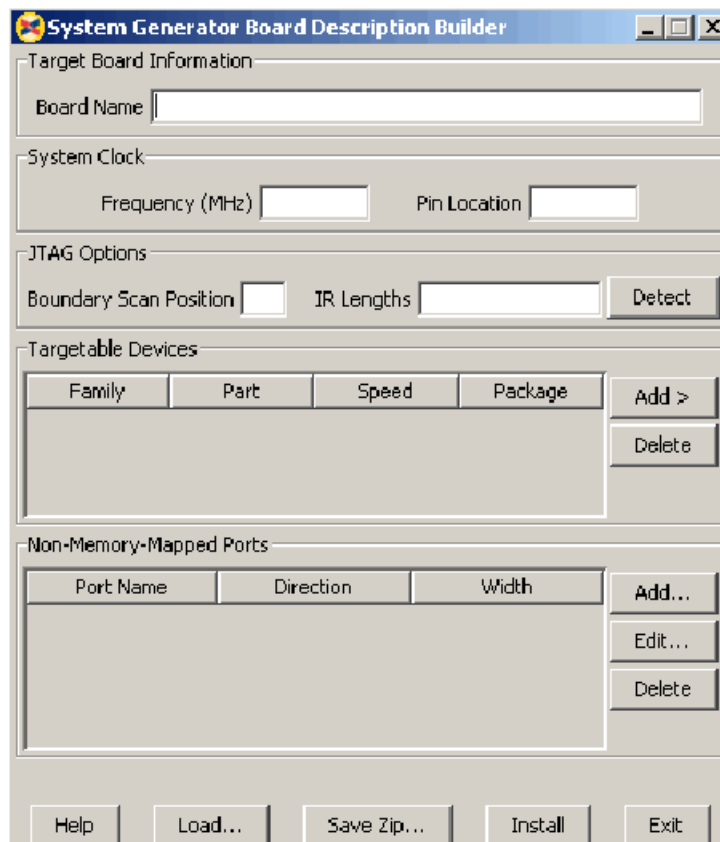 System Generator Board Description Builder
Target Board Information
Board Name
System Clock
Frequency (MHz) Pin Location
JTAG Options
Boundary Scan Position IR Lengths Detect
Targetable Devices
Family Part Speed Package Add >
Delete
Non-Memory-Mapped Ports
Port Name Direction Width Add...
Edit...
Delete
Help Load... Save Zip... Install Exit